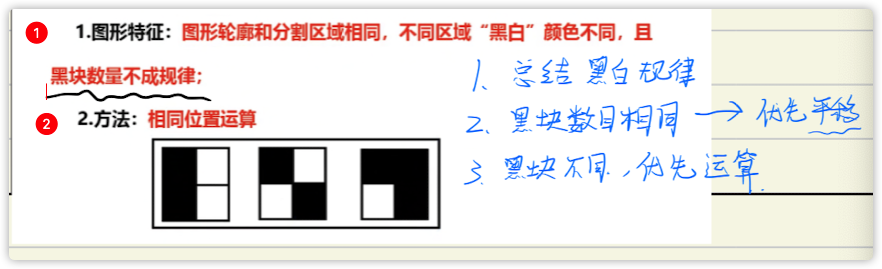 1 1.图形特征：图形轮廓和分割区域相同，不同区域“黑白”颜色不同，且
黑块数量不成规律；
2 2.方法：相同位置运算
1、总结黑白规律
2、黑块数目相同 → 优先平移
3、黑块不同，优先运算.